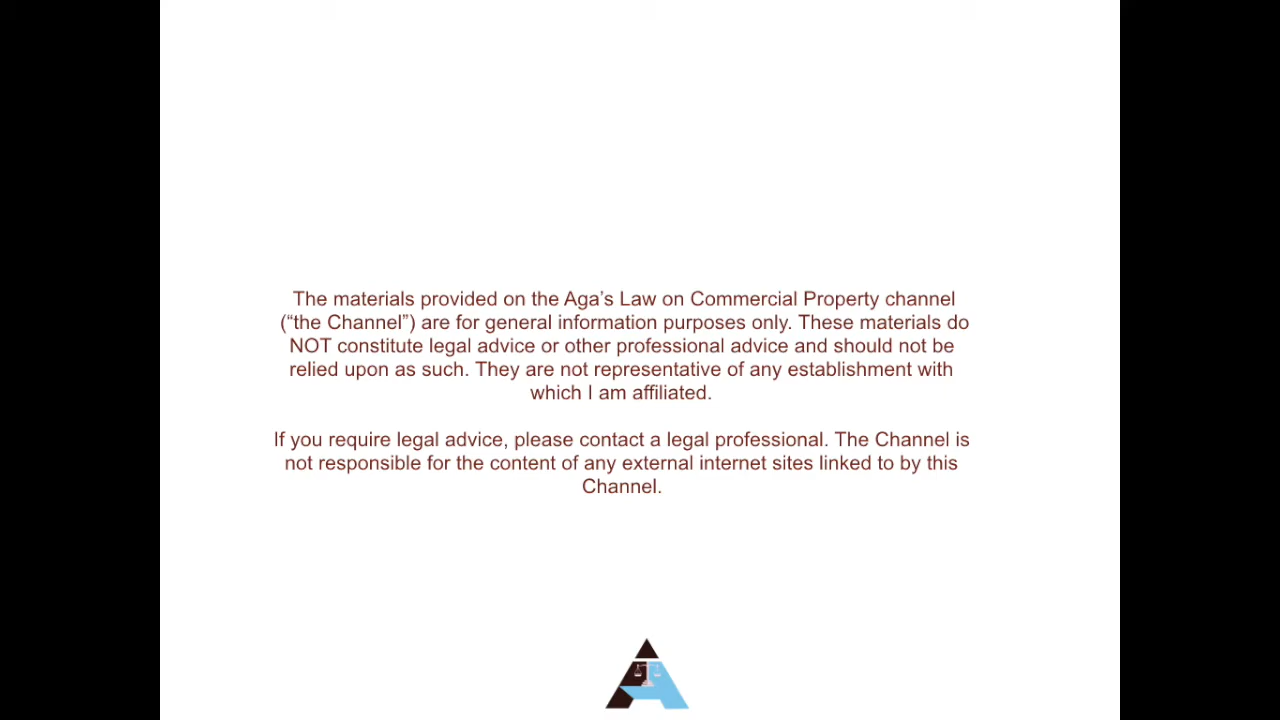 The materials provided on the Aga’s Law on Commercial Property channel
(“the Channel”) are for general information purposes only. These materials do
NOT constitute legal advice or other professional advice and should not be
relied upon as such. They are not representative of any establishment with
which I am affiliated.
If you require legal advice, please contact a legal professional. The Channel is
not responsible for the content of any external internet sites linked to by this
Channel.